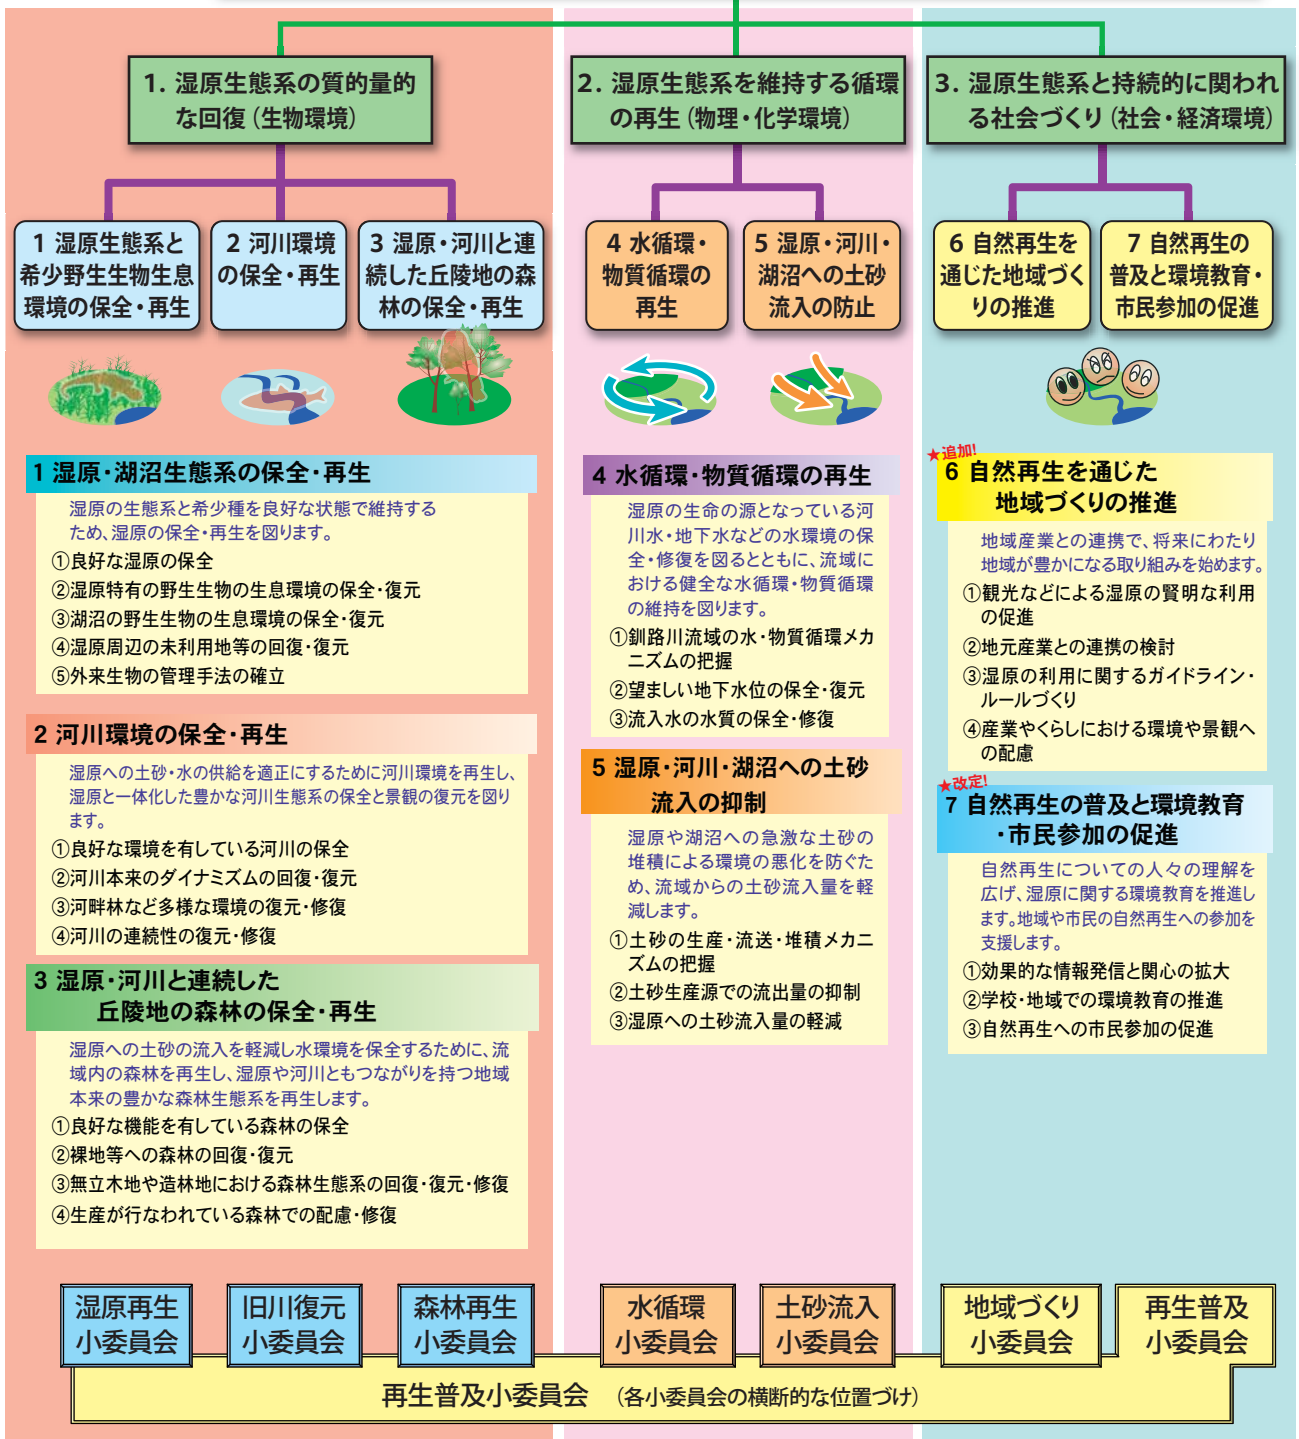 1. 湿原生態系の質的量的
な回復（生物環境）
2. 湿原生態系を維持する循環
の再生（物理・化学環境）
3. 湿原生態系と持続的に関われ
る社会づくり（社会・経済環境）
1 湿原生態系と
希少野生生物生息
環境の保全・再生
2 河川環境
の保全・再生
3 湿原・河川と連
続した丘陵地の森
林の保全・再生
4 水循環・
物質循環の
再生
5 湿原・河川・
湖沼への土砂
流入の防止
6 自然再生を
通じた地域づく
りの推進
7 自然再生の
普及と環境教育・
市民参加の促進
1 湿原・湖沼生態系の保全・再生
湿原の生態系と希少種を良好な状態で維持する
ため、湿原の保全・再生を図ります。
①良好な湿原の保全
②湿原特有の野生生物の生息環境の保全・復元
③湖沼の野生生物の生息環境の保全・復元
④湿原周辺の未利用地等の回復・復元
⑤外来生物の管理手法の確立
2 河川環境の保全・再生
湿原への土砂・水の供給を適正にするために河川環境を再生し、
湿原と一体化した豊かな河川生態系の保全と景観の復元を図り
ます。
①良好な環境を有している河川の保全
②河川本来のダイナミズムの回復・復元
③河畔林など多様な環境の復元・修復
④河川の連続性の復元・修復
3 湿原・河川と連続した
丘陵地の森林の保全・再生
湿原への土砂の流入を軽減し水環境を保全するために、流
域内の森林を再生し、湿原や河川ともつながりを持つ地域
本来の豊かな森林生態系を再生します。
①良好な機能を有している森林の保全
②裸地等への森林の回復・復元
③無立木地や造林地における森林生態系の回復・復元・修復
④生産が行なわれている森林での配慮・修復
4 水循環・物質循環の再生
湿原の生命の源となっている河
川水・地下水などの水環境の保
全・修復を図るとともに、流域に
おける健全な水循環・物質循環
の維持を図ります。
①釧路川流域の水・物質循環メカ
ニズムの把握
②望ましい地下水位の保全・復元
③流入水の水質の保全・修復
5 湿原・河川・湖沼への土砂
流入の抑制
湿原や湖沼への急激な土砂の
堆積による環境の悪化を防ぐた
め、流域からの土砂流入量を軽
減します。
①土砂の生産・流送・堆積メカニ
ズムの把握
②土砂生産源での流出量の抑制
③湿原への土砂流入量の軽減
★追加!
6 自然再生を通じた
地域づくりの推進
地域産業との連携で、将来にわたり
地域が豊かになる取り組みを始めます。
①観光などによる湿原の賢明な利用
の促進
②地元産業との連携の検討
③湿原の利用に関するガイドライン・
ルールづくり
④産業やくらしにおける環境や景観へ
の配慮
★改定!
7 自然再生の普及と環境教育
・市民参加の促進
自然再生についての人々の理解を
広げ、湿原に関する環境教育を推進し
ます。地域や市民の自然再生への参加を
支援します。
①効果的な情報発信と関心の拡大
②学校・地域での環境教育の推進
③自然再生への市民参加の促進
湿原再生
小委員会
旧川復元
小委員会
森林再生
小委員会
水循環
小委員会
土砂流入
小委員会
地域づくり
小委員会
再生普及
小委員会
再生普及小委員会 （各小委員会の横断的な位置づけ）